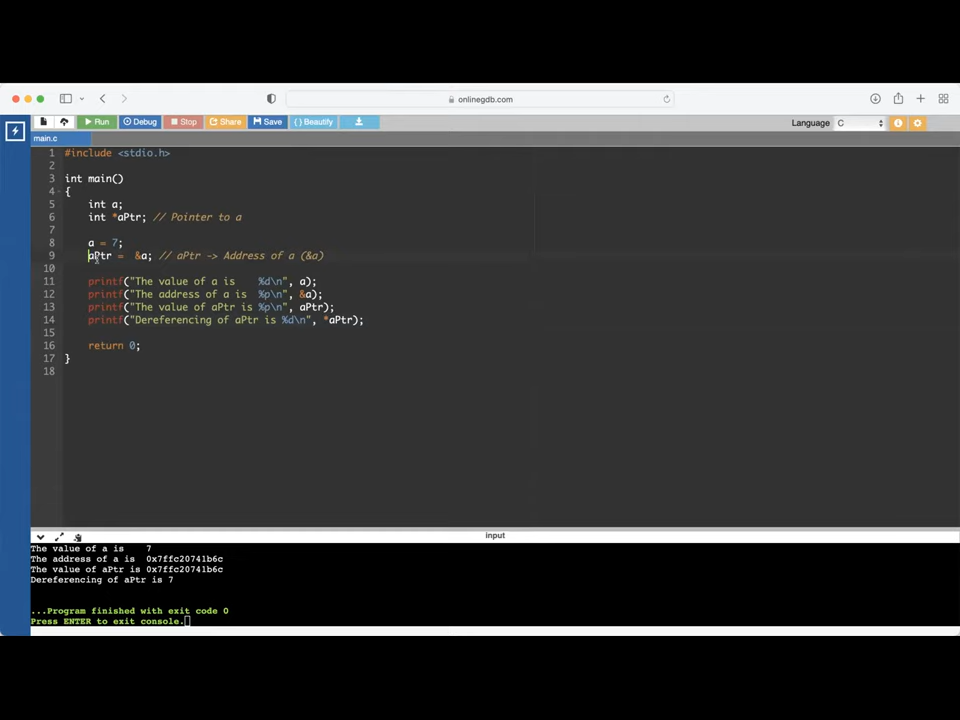 onlinegdb.com
Run Debug Stop Share Save { } Beautify Language C
main.c
1 #include <stdio.h>
2
3 int main()
4 {
5 int a;
6 int *aPtr; // Pointer to a
7
8 a = 7;
9 aPtr = &a; // aPtr -> Address of a (&a)
10
11 printf("The value of a is    %d\n", a);
12 printf("The address of a is  %p\n", &a);
13 printf("The value of aPtr is %p\n", aPtr);
14 printf("Dereferencing of aPtr is %d\n", *aPtr);
15
16 return 0;
17 }
18
input
The value of a is    7
The address of a is  0x7ffc20741b6c
The value of aPtr is 0x7ffc20741b6c
Dereferencing of aPtr is 7
...Program finished with exit code 0
Press ENTER to exit console.